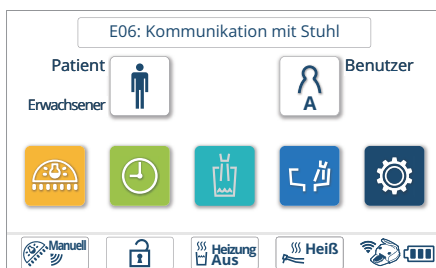 E06: Kommunikation mit Stuhl
Patient
Benutzer
Erwachsener
A
Manuell
Heizung
Aus
Heiß